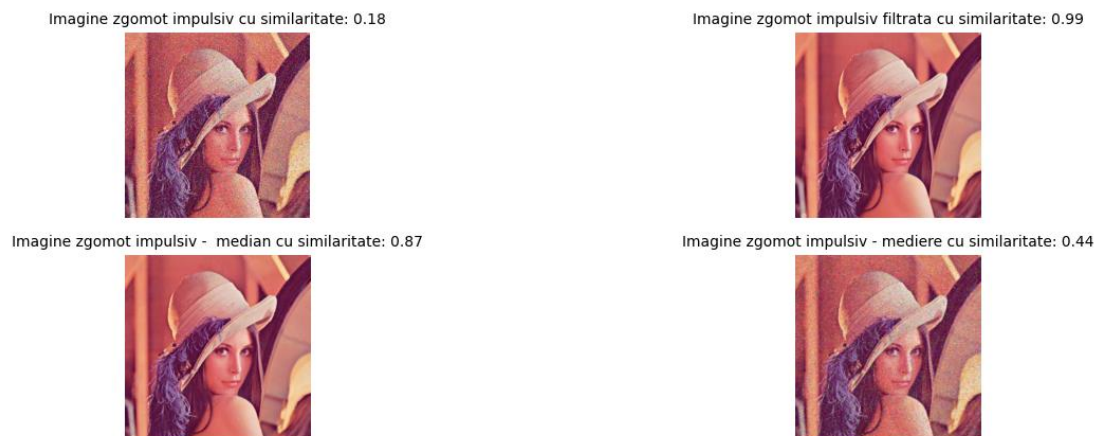 Imagine zgomot impulsiv cu similaritate: 0.18
Imagine zgomot impulsiv filtrata cu similaritate: 0.99
Imagine zgomot impulsiv -  median cu similaritate: 0.87
Imagine zgomot impulsiv - mediere cu similaritate: 0.44